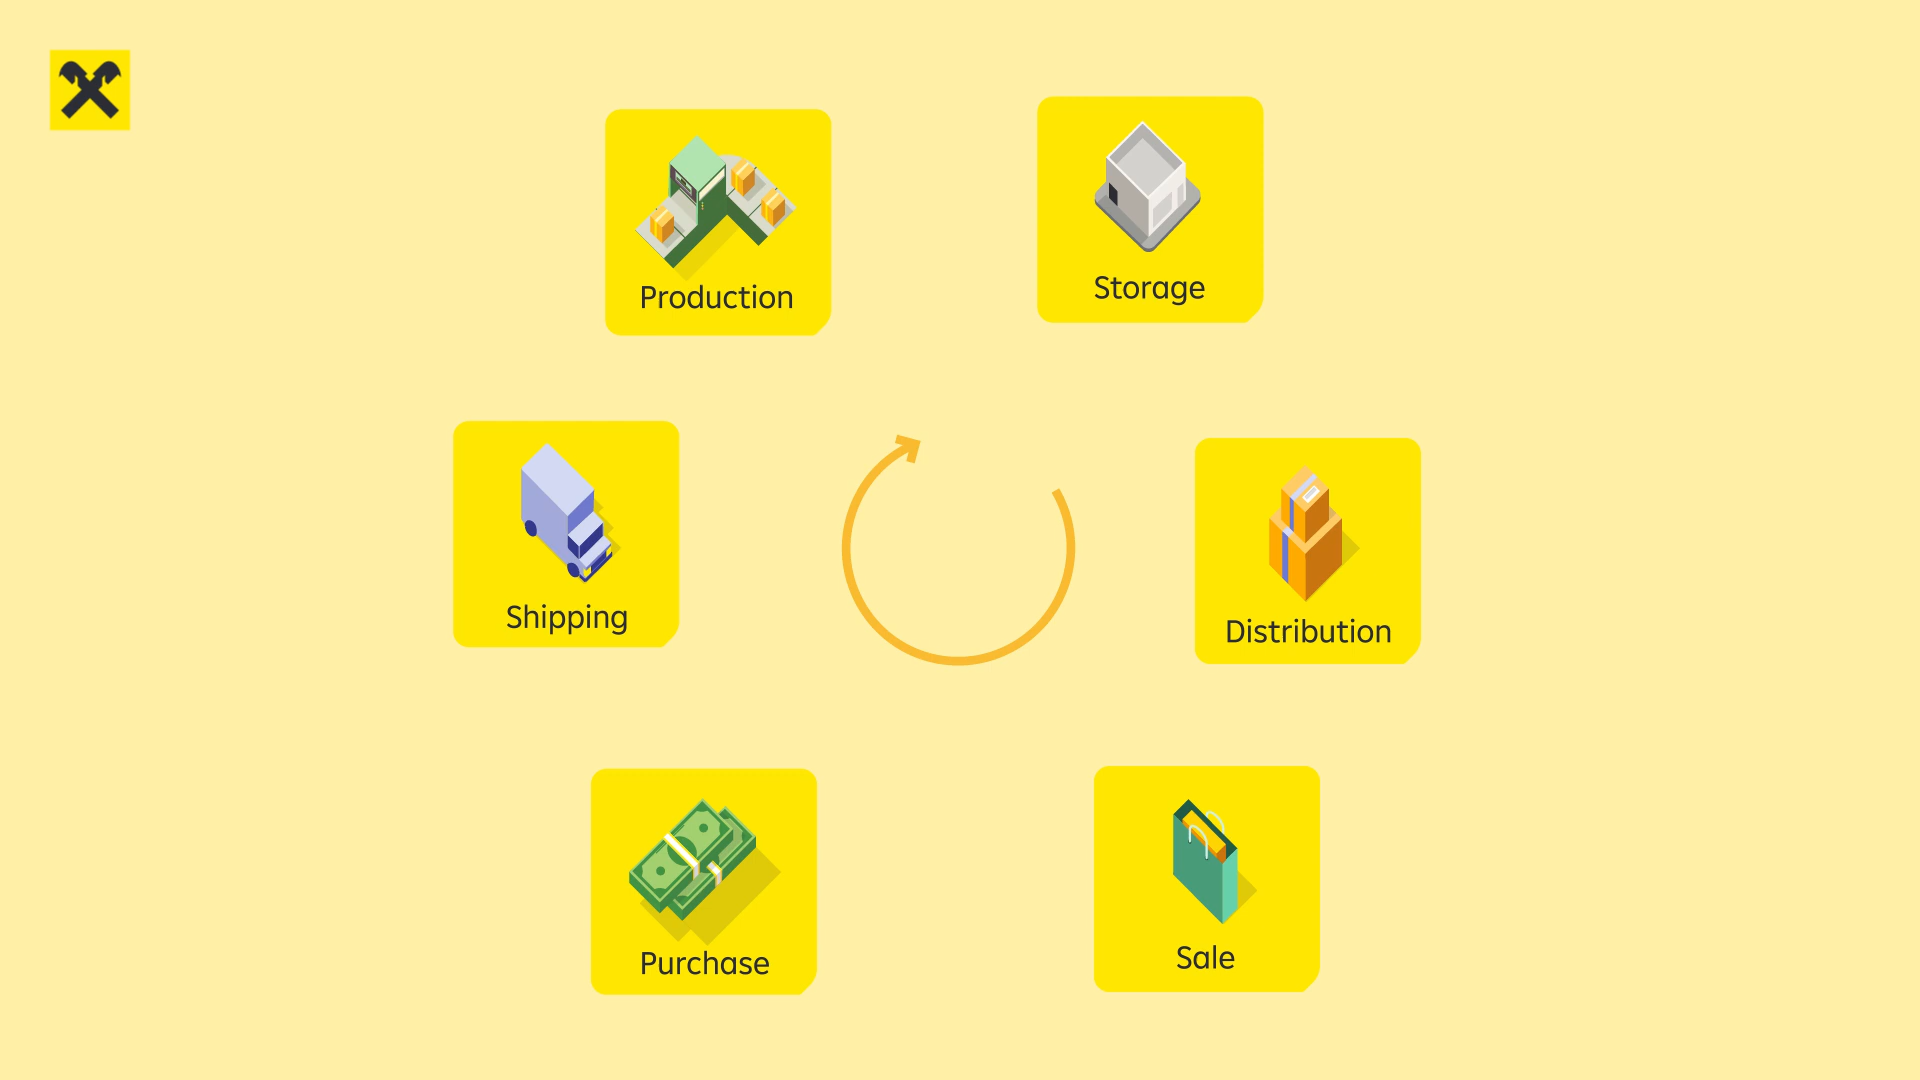 Production
Storage
Shipping
Distribution
Purchase
Sale